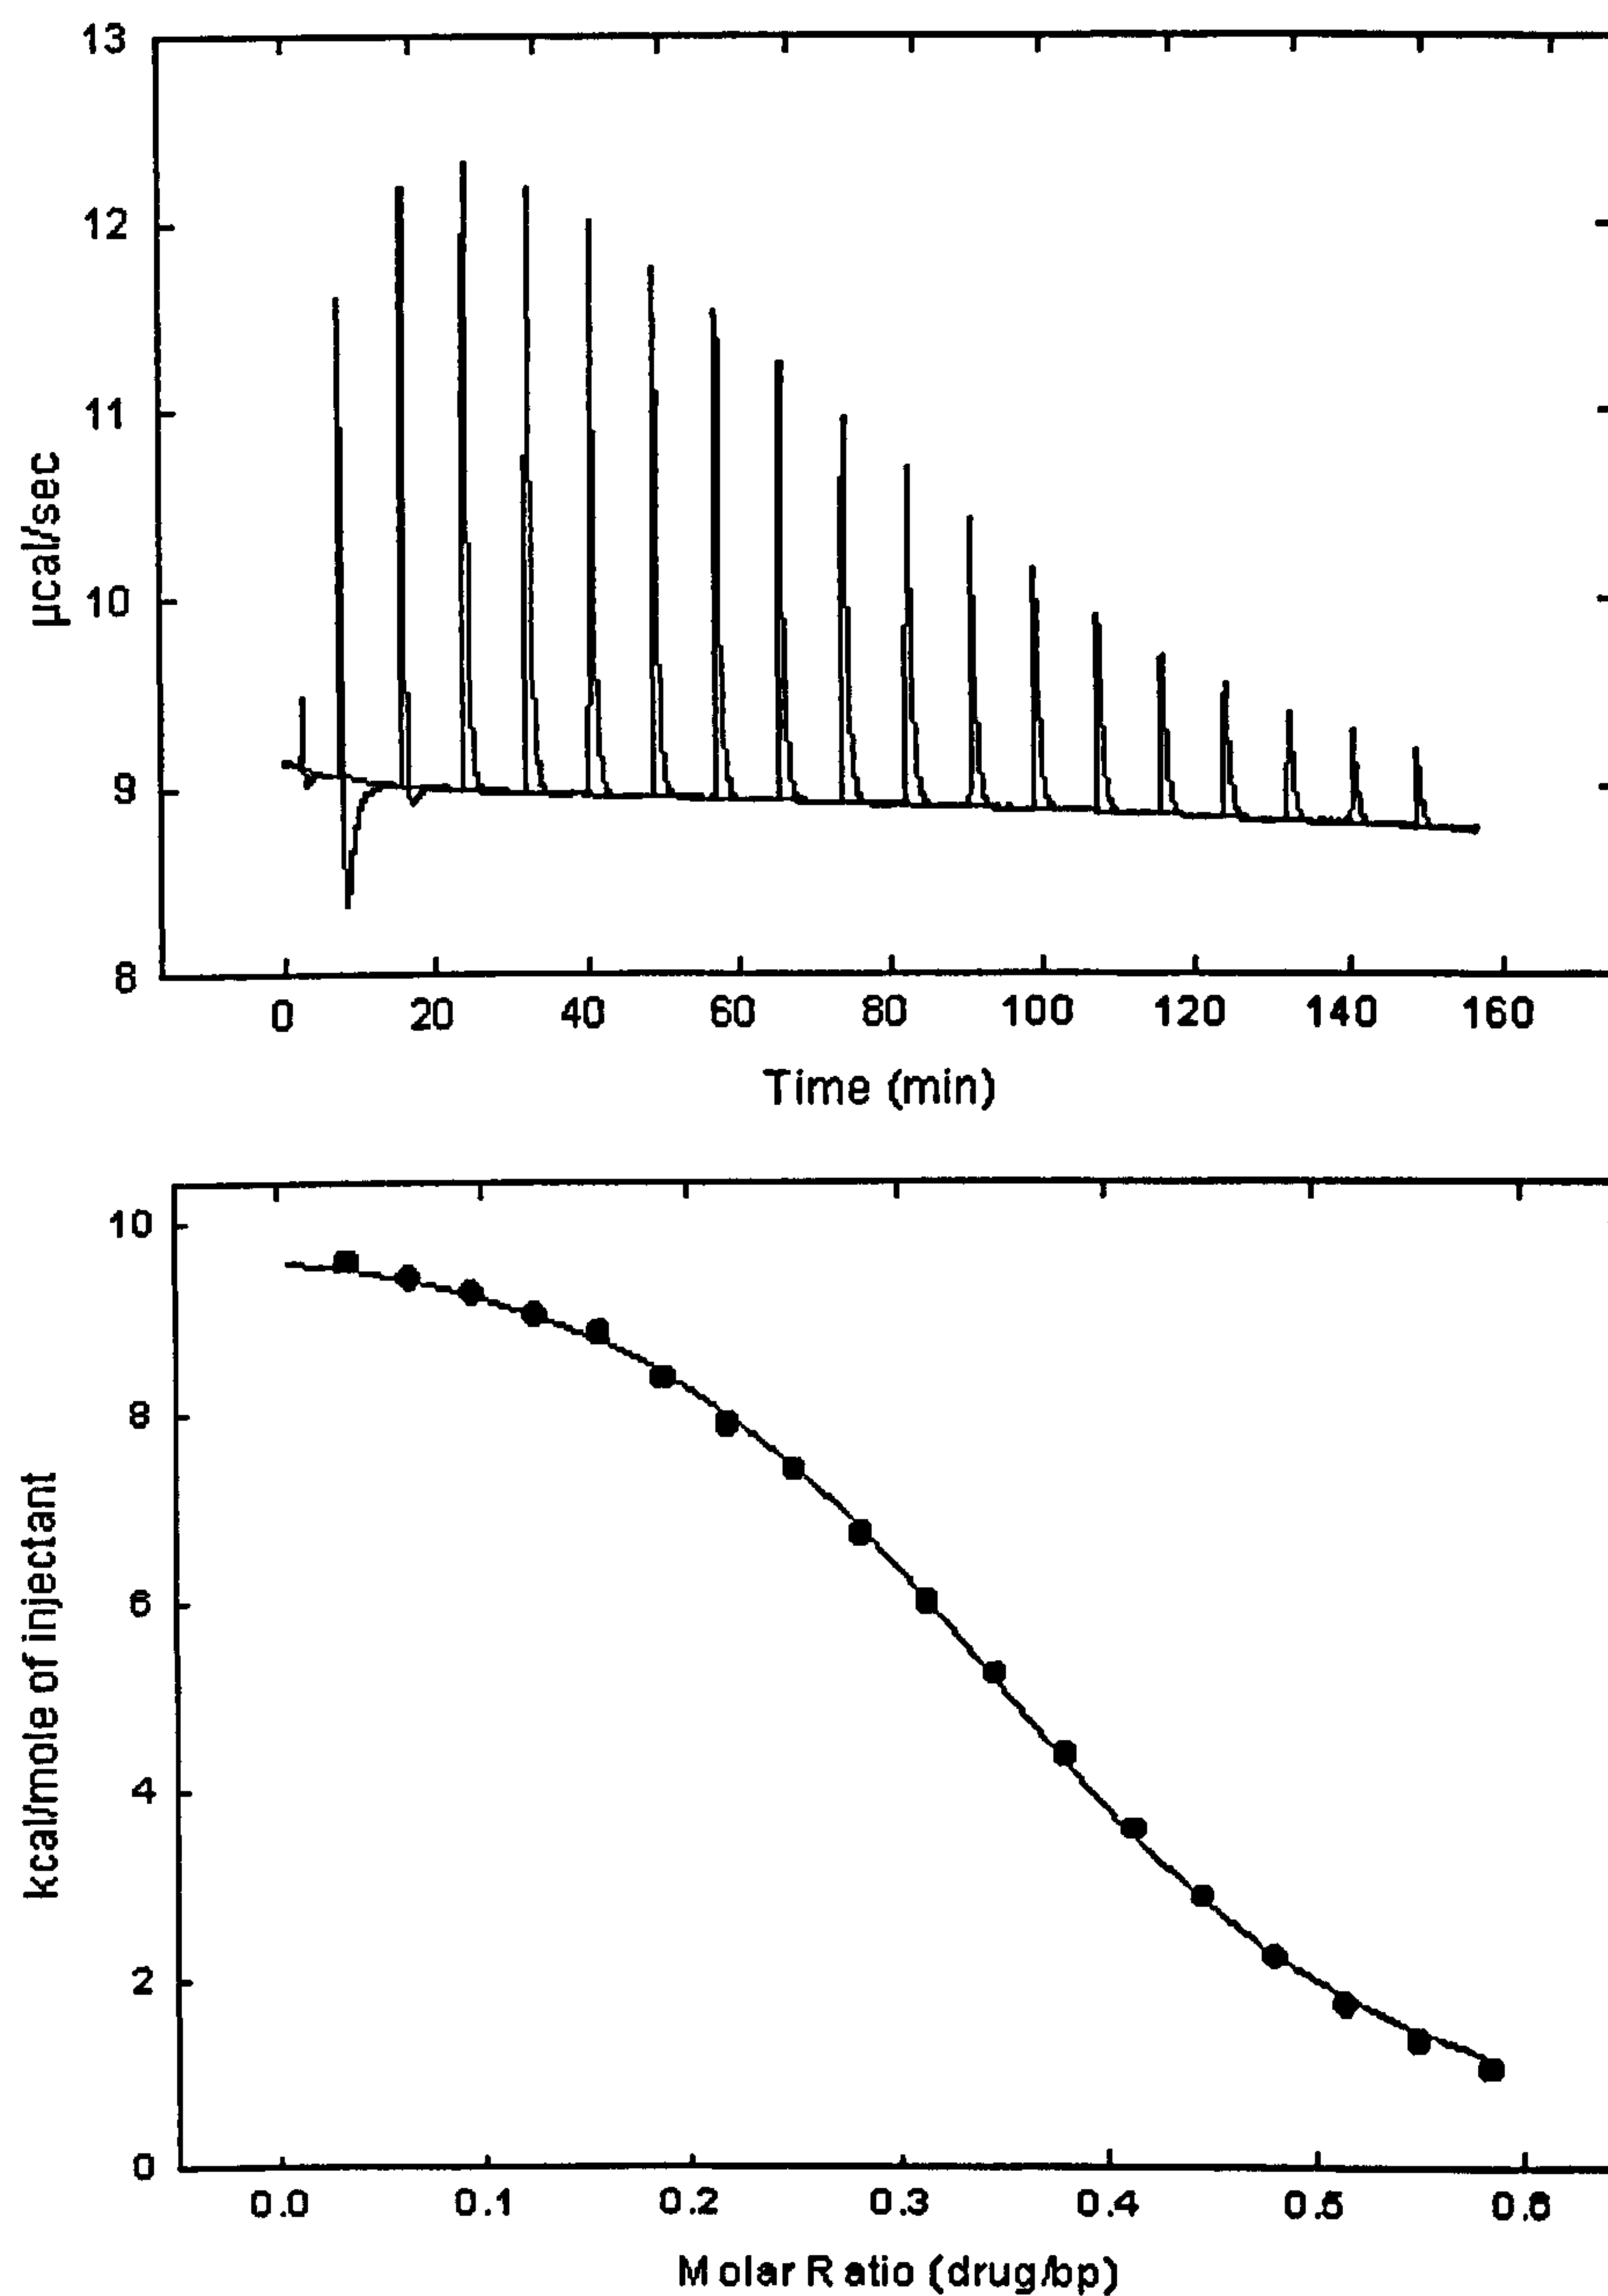 13
12
11
10
9
8
µcal/sec
0 20 40 60 80 100 120 140 160
Time (min)
10
8
6
4
2
0
kcal/mole of injectant
0.0 0.1 0.2 0.3 0.4 0.5 0.6
Molar Ratio (drug/bp)